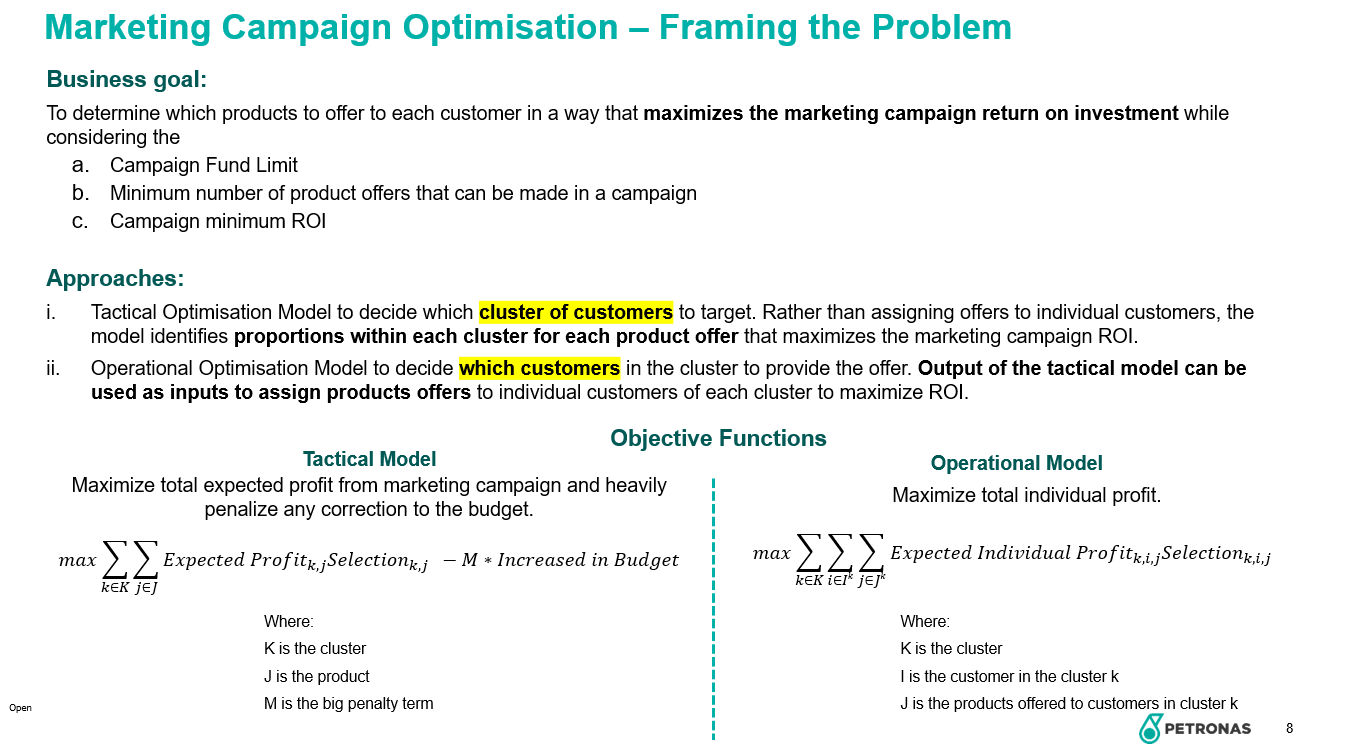 Marketing Campaign Optimisation – Framing the Problem
Business goal:
To determine which products to offer to each customer in a way that maximizes the marketing campaign return on investment while
considering the
a. Campaign Fund Limit
b. Minimum number of product offers that can be made in a campaign
c. Campaign minimum ROI
Approaches:
i. Tactical Optimisation Model to decide which cluster of customers to target. Rather than assigning offers to individual customers, the
model identifies proportions within each cluster for each product offer that maximizes the marketing campaign ROI.
ii. Operational Optimisation Model to decide which customers in the cluster to provide the offer. Output of the tactical model can be
used as inputs to assign products offers to individual customers of each cluster to maximize ROI.
Objective Functions
Tactical Model
Maximize total expected profit from marketing campaign and heavily
penalize any correction to the budget.
max ∑_{k∈K} ∑_{j∈J} Expected Profit_{k,j} Selection_{k,j} − M ∗ Increased in Budget
Where:
K is the cluster
J is the product
M is the big penalty term
Operational Model
Maximize total individual profit.
max ∑_{k∈K} ∑_{i∈I^k} ∑_{j∈J^k} Expected Individual Profit_{k,i,j} Selection_{k,i,j}
Where:
K is the cluster
I is the customer in the cluster k
J is the products offered to customers in cluster k
Open
PETRONAS
8